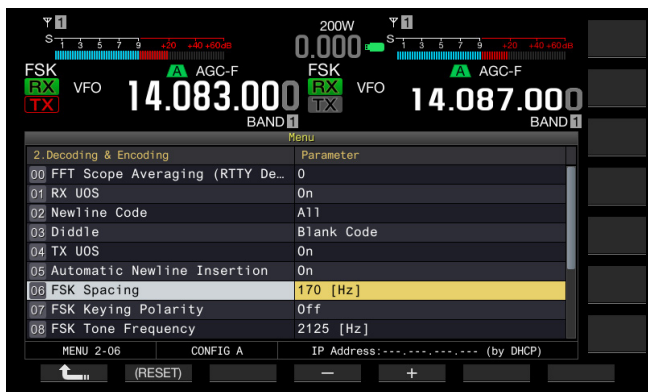 1 200W 1
S 1 3 5 7 9 +20 +40 +60dB 0.000 S 1 3 5 7 9 +20 +40 +60dB
FSK A AGC-F FSK A AGC-F
RX VFO 14.083.000 RX VFO 14.087.000
TX TX
BAND 1 BAND 1
Menu
2.Decoding & Encoding Parameter
00 FFT Scope Averaging (RTTY De… 0
01 RX UOS On
02 Newline Code All
03 Diddle Blank Code
04 TX UOS On
05 Automatic Newline Insertion On
06 FSK Spacing 170 [Hz]
07 FSK Keying Polarity Off
08 FSK Tone Frequency 2125 [Hz]
MENU 2-06 CONFIG A IP Address:---.---.---.--- (by DHCP)
(RESET) − +